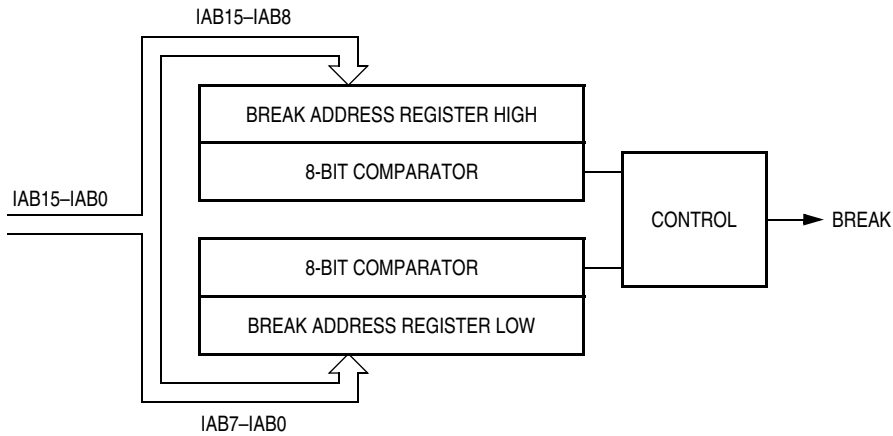 IAB15–IAB8
BREAK ADDRESS REGISTER HIGH
8-BIT COMPARATOR
IAB15–IAB0
CONTROL
BREAK
8-BIT COMPARATOR
BREAK ADDRESS REGISTER LOW
IAB7–IAB0